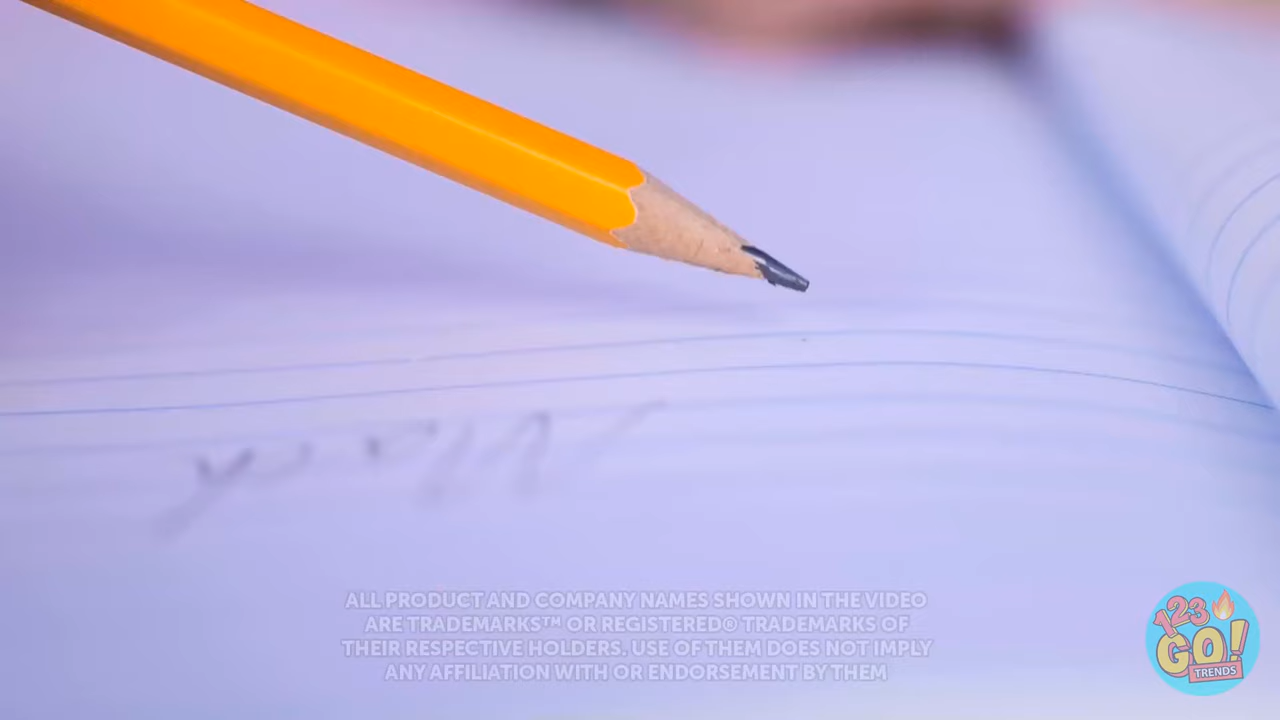 ALL PRODUCT AND COMPANY NAMES SHOWN IN THE VIDEO
ARE TRADEMARKS™ OR REGISTERED© TRADEMARKS OF
THEIR RESPECTIVE HOLDERS. USE OF THEM DOES NOT IMPLY
ANY AFFILIATION WITH OR ENDORSEMENT BY THEM
123
GO!
TRENDS